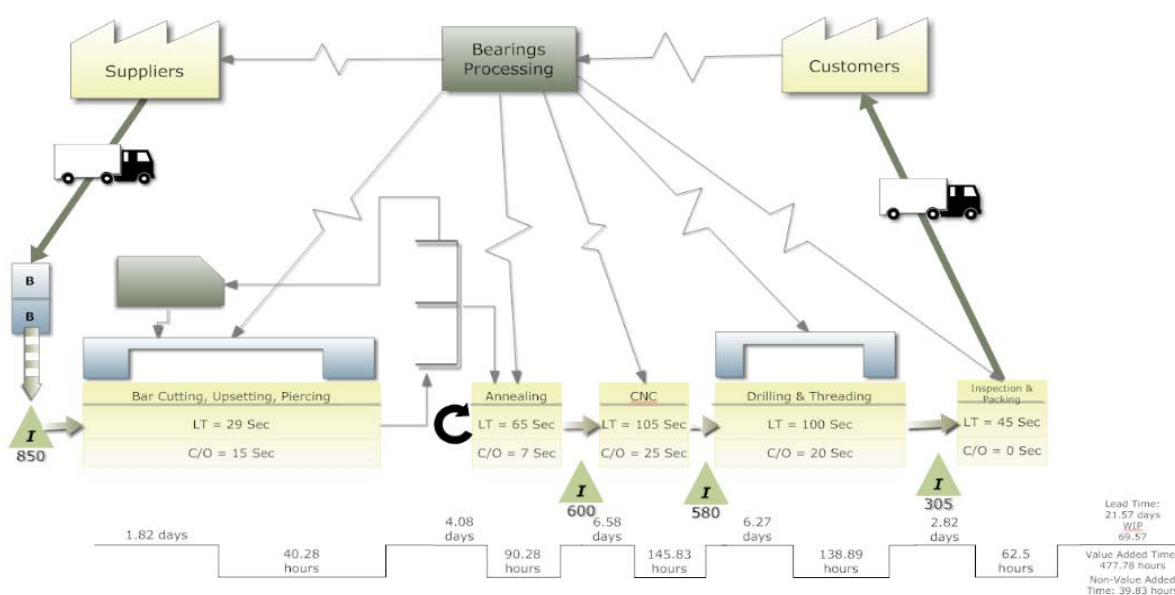 Suppliers
Bearings
Processing
Customers
B
B
Bar Cutting, Upsetting, Piercing
LT = 29 Sec
C/O = 15 Sec
Annealing
LT = 65 Sec
C/O = 7 Sec
CNC
LT = 105 Sec
C/O = 25 Sec
Drilling & Threading
LT = 100 Sec
C/O = 20 Sec
Inspection &
Packing
LT = 45 Sec
C/O = 0 Sec
I
850
I
600
I
580
I
305
1.82 days
40.28
hours
4.08
days
90.28
hours
6.58
days
145.83
hours
6.27
days
138.89
hours
2.82
days
62.5
hours
Lead Time:
21.57 days
WIP
69.57
Value Added Time:
477.78 hours
Non-Value Added
Time: 39.83 hours